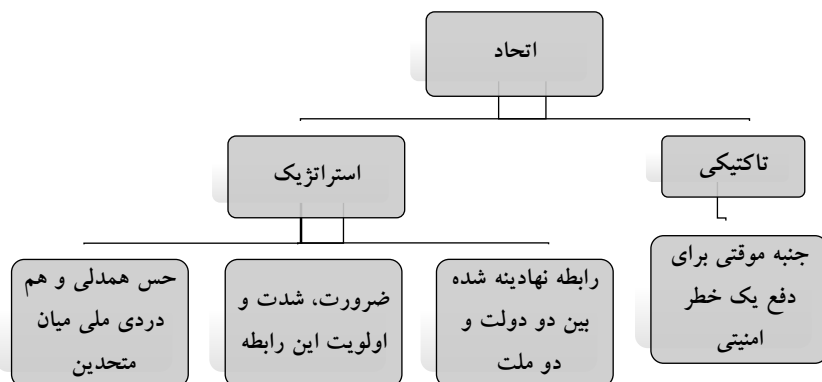 اتحاد
تاکتیکی
استراتژیک
جنبه موقتی برای
دفع یک خطر
امنیتی
رابطه نهادینه شده
بین دو دولت و
دو ملت
ضرورت، شدت و
اولویت این رابطه
حس همدلی و هم
دردی ملی میان
متحدین